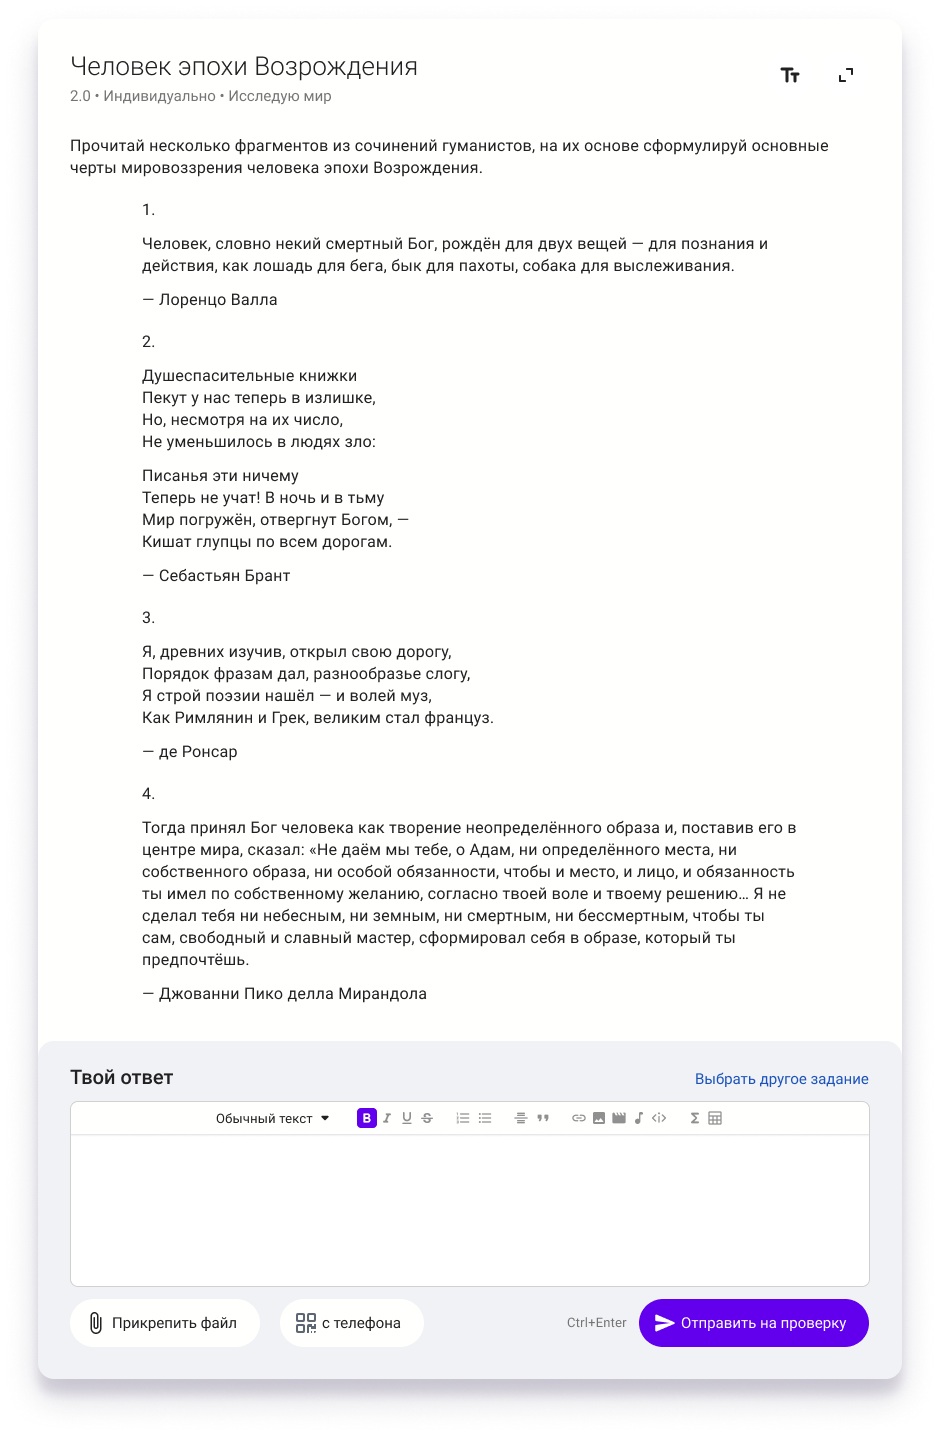 Человек эпохи Возрождения
2.0 • Индивидуально • Исследую мир
Прочитай несколько фрагментов из сочинений гуманистов, на их основе сформулируй основные
черты мировоззрения человека эпохи Возрождения.
1.
Человек, словно некий смертный Бог, рождён для двух вещей — для познания и
действия, как лошадь для бега, бык для пахоты, собака для выслеживания.
— Лоренцо Валла
2.
Душеспасительные книжки
Пекут у нас теперь в излишке,
Но, несмотря на их число,
Не уменьшилось в людях зло:
Писанья эти ничему
Теперь не учат! В ночь и в тьму
Мир погружён, отвергнут Богом, —
Кишат глупцы по всем дорогам.
— Себастьян Брант
3.
Я, древних изучив, открыл свою дорогу,
Порядок фразам дал, разнообразье слогу,
Я строй поэзии нашёл — и волей муз,
Как Римлянин и Грек, великим стал француз.
— де Ронсар
4.
Тогда принял Бог человека как творение неопределённого образа и, поставив его в
центре мира, сказал: «Не даём мы тебе, о Адам, ни определённого места, ни
собственного образа, ни особой обязанности, чтобы и место, и лицо, и обязанность
ты имел по собственному желанию, согласно твоей воле и твоему решению… Я не
сделал тебя ни небесным, ни земным, ни смертным, ни бессмертным, чтобы ты
сам, свободный и славный мастер, сформировал себя в образе, который ты
предпочтёшь.
— Джованни Пико делла Мирандола
Твой ответ
Выбрать другое задание
Обычный текст
Прикрепить файл
с телефона
Ctrl+Enter
Отправить на проверку